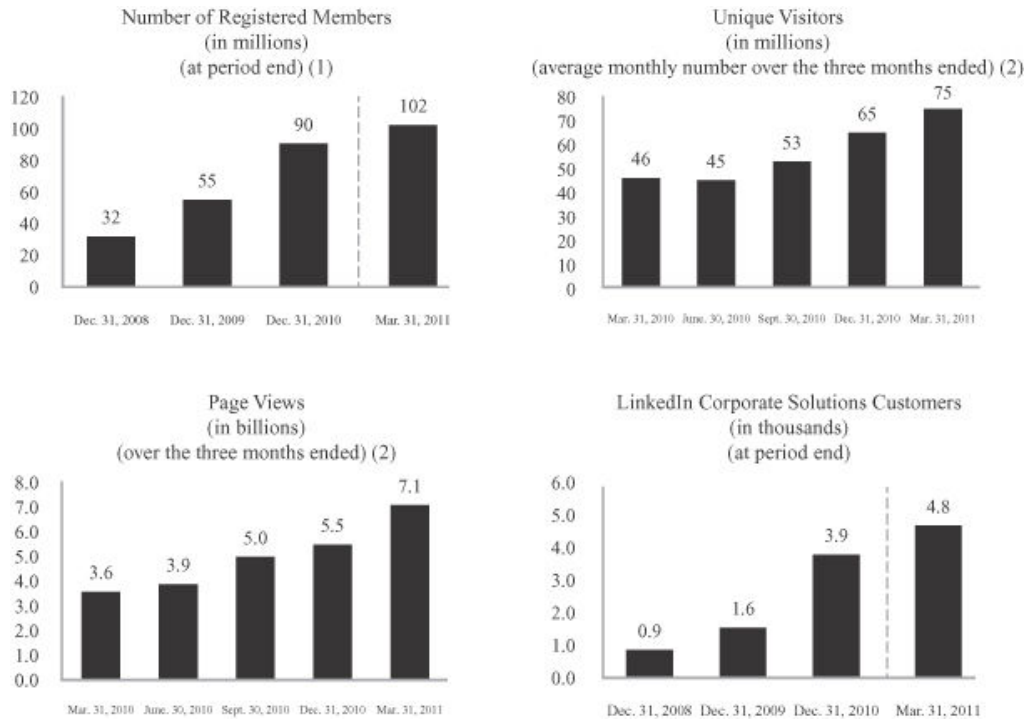 Number of Registered Members
(in millions)
(at period end) (1)
120
100
80
60
40
20
0
32
55
90
102
Dec. 31, 2008
Dec. 31, 2009
Dec. 31, 2010
Mar. 31, 2011
Unique Visitors
(in millions)
(average monthly number over the three months ended) (2)
80
70
60
50
40
30
20
10
0
46
45
53
65
75
Mar. 31, 2010
June. 30, 2010
Sept. 30, 2010
Dec. 31, 2010
Mar. 31, 2011
Page Views
(in billions)
(over the three months ended) (2)
8.0
7.0
6.0
5.0
4.0
3.0
2.0
1.0
0.0
3.6
3.9
5.0
5.5
7.1
Mar. 31, 2010
June. 30, 2010
Sept. 30, 2010
Dec. 31, 2010
Mar. 31, 2011
LinkedIn Corporate Solutions Customers
(in thousands)
(at period end)
6.0
5.0
4.0
3.0
2.0
1.0
0.0
0.9
1.6
3.9
4.8
Dec. 31, 2008
Dec. 31, 2009
Dec. 31, 2010
Mar. 31, 2011